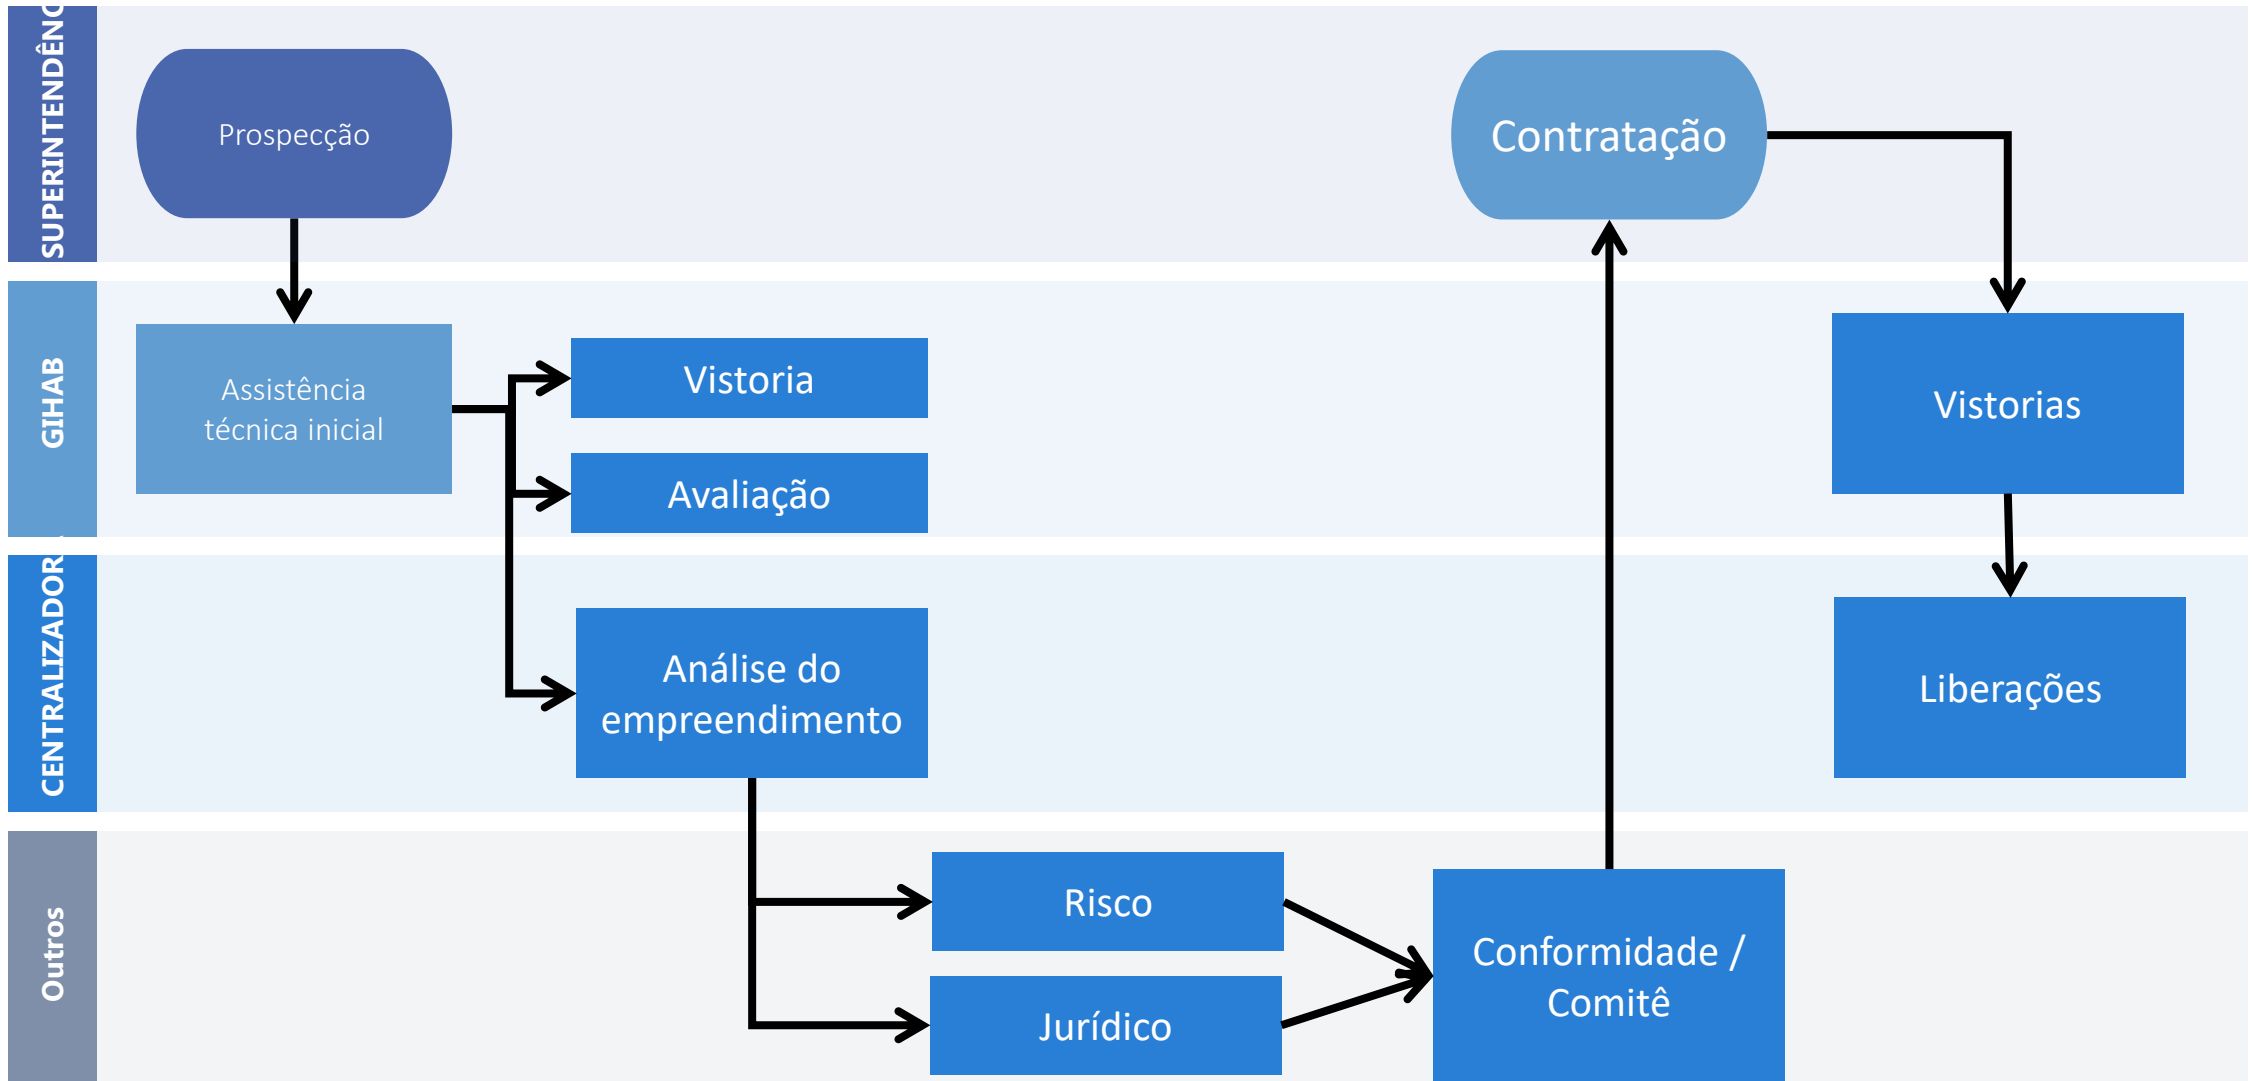 SUPERINTENDÊNC
Prospecção
Contratação
GIHAB
Assistência
técnica inicial
Vistoria
Avaliação
Vistorias
CENTRALIZADOR
Análise do
empreendimento
Liberações
Outros
Risco
Jurídico
Conformidade /
Comitê